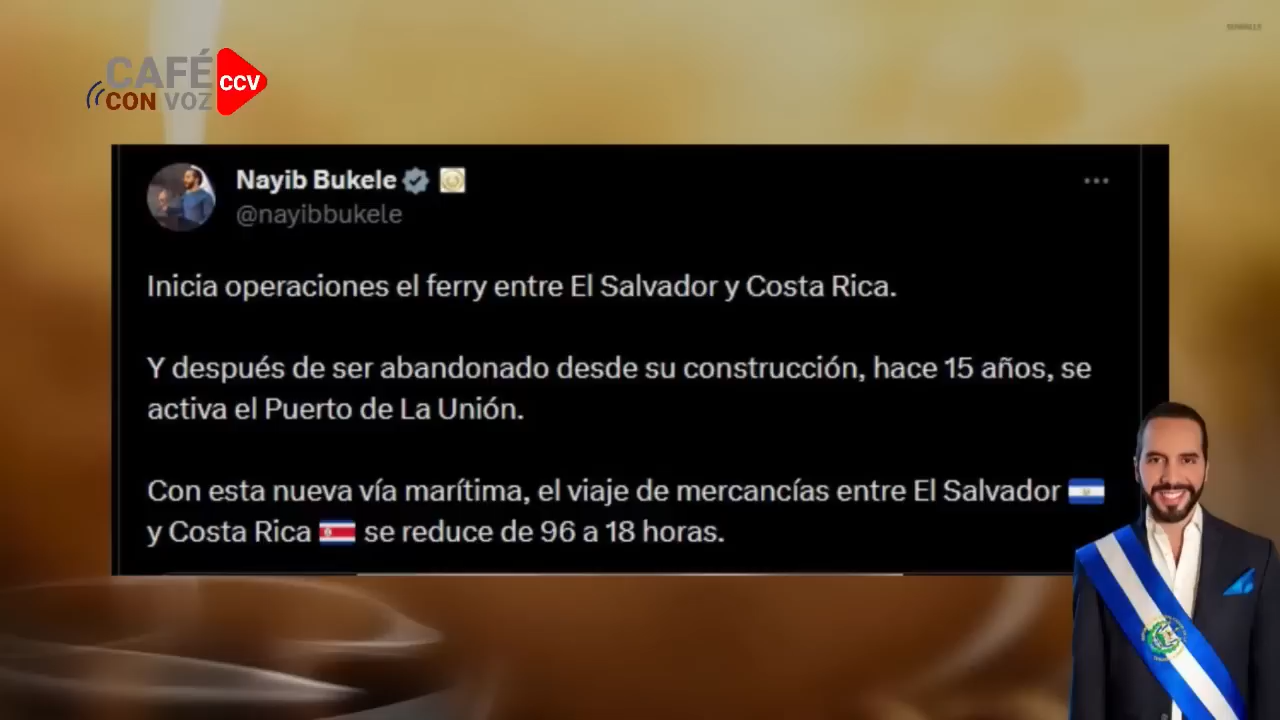 CAFÉ
CON VOZ
CCV
Nayib Bukele
@nayibbukele
Inicia operaciones el ferry entre El Salvador y Costa Rica.
Y después de ser abandonado desde su construcción, hace 15 años, se
activa el Puerto de La Unión.
Con esta nueva vía marítima, el viaje de mercancías entre El Salvador
y Costa Rica se reduce de 96 a 18 horas.